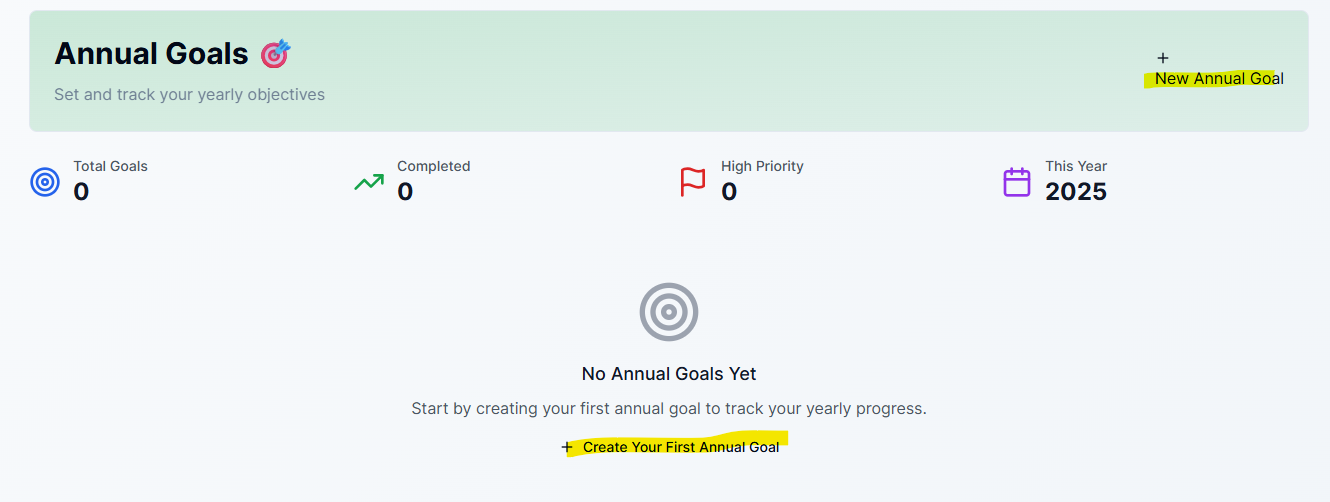 Annual Goals 🎯
Set and track your yearly objectives
+
New Annual Goal
Total Goals
0
Completed
0
High Priority
0
This Year
2025
No Annual Goals Yet
Start by creating your first annual goal to track your yearly progress.
+ Create Your First Annual Goal